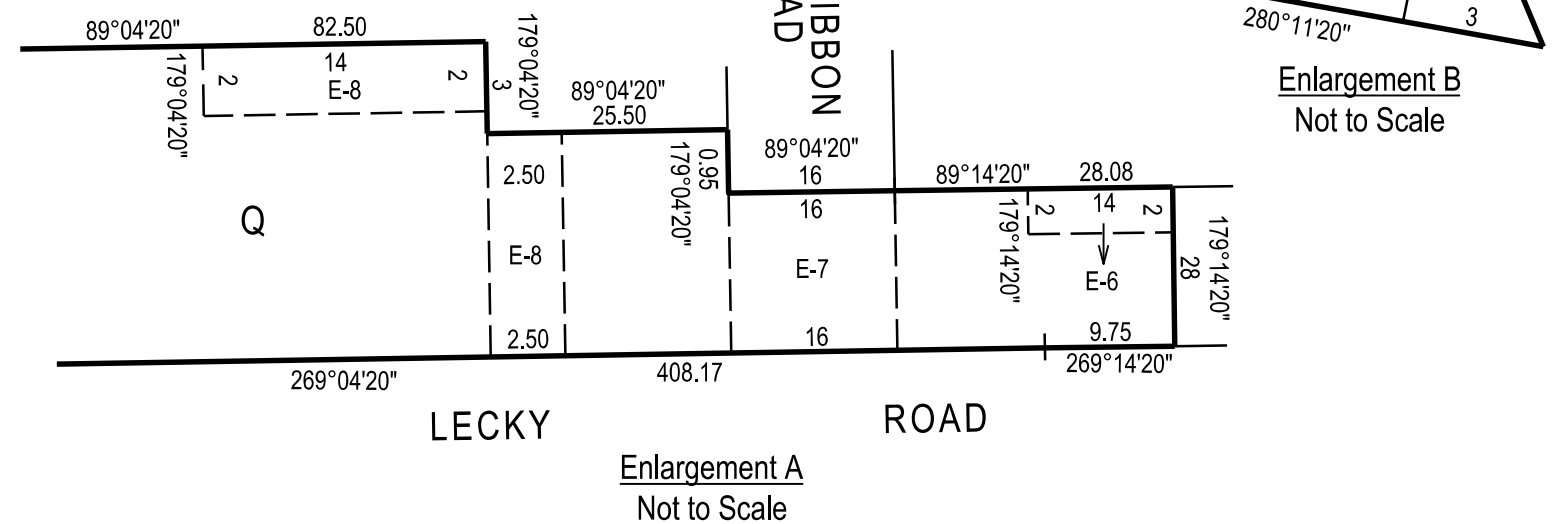 89°04'20"
82.50
179°04'20"
2
14
2
E-8
3
179°04'20"
89°04'20"
25.50
IBBON
AD
280°11'20"
3
Enlargement B
Not to Scale
0.95
179°04'20"
89°04'20"
16
16
89°14'20"
28.08
179°14'20"
2
14
2
28
179°14'20"
2.50
Q
E-8
E-7
E-6
2.50
16
9.75
269°04'20"
408.17
269°14'20"
LECKY ROAD
Enlargement A
Not to Scale